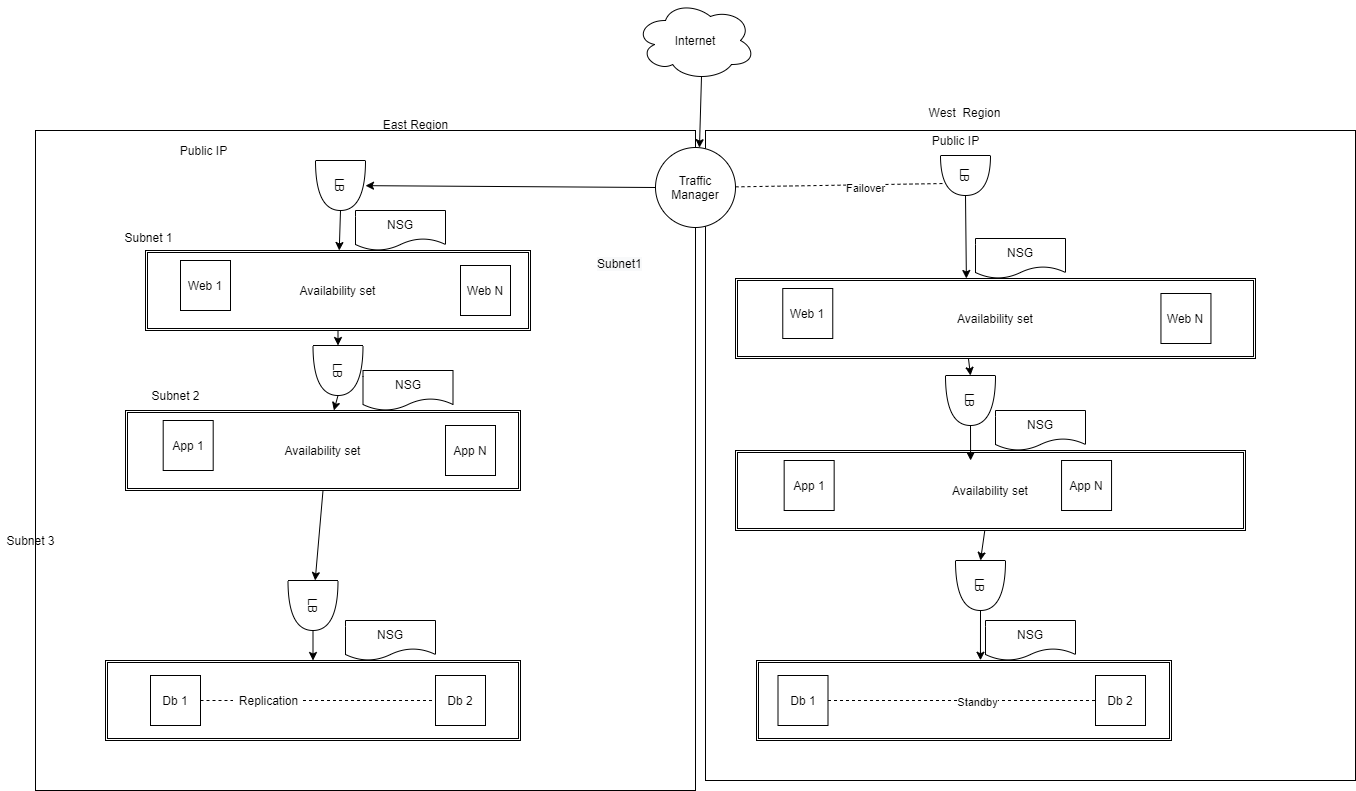 Internet
West  Region
East Region
Public IP
Public IP
LB
Traffic
Manager
Failover
LB
NSG
Subnet 1
NSG
Subnet1
Web 1
Availability set
Web N
Web 1
Availability set
Web N
LB
NSG
Subnet 2
LB
NSG
App 1
Availability set
App N
App 1
Availability set
App N
Subnet 3
LB
LB
NSG
NSG
Db 1
Replication
Db 2
Db 1
Standby
Db 2